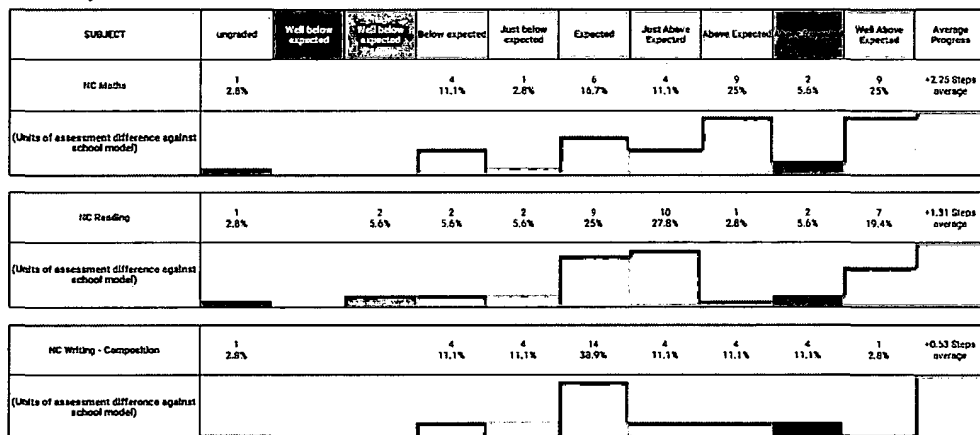 SUBJECT
ungraded
Well below expected
Well below expected
Below expected
Just below expected
Expected
Just Above Expected
Above Expected
Well Above Expected
Average Progress
NC Maths
1 4 1 6 4 9 2 9 +2.25 Steps
2.8% 11.1% 2.8% 16.7% 11.1% 25% 5.6% 25% average
(Units of assessment difference against
school model)
NC Reading
1 2 2 2 9 10 1 2 7 +1.31 Steps
2.8% 5.6% 5.6% 5.6% 25% 27.8% 2.8% 5.6% 19.4% average
(Units of assessment difference against
school model)
NC Writing - Composition
1 4 4 14 4 4 4 1 +0.53 Steps
2.8% 11.1% 11.1% 38.9% 11.1% 11.1% 11.1% 2.8% average
(Units of assessment difference against
school model)